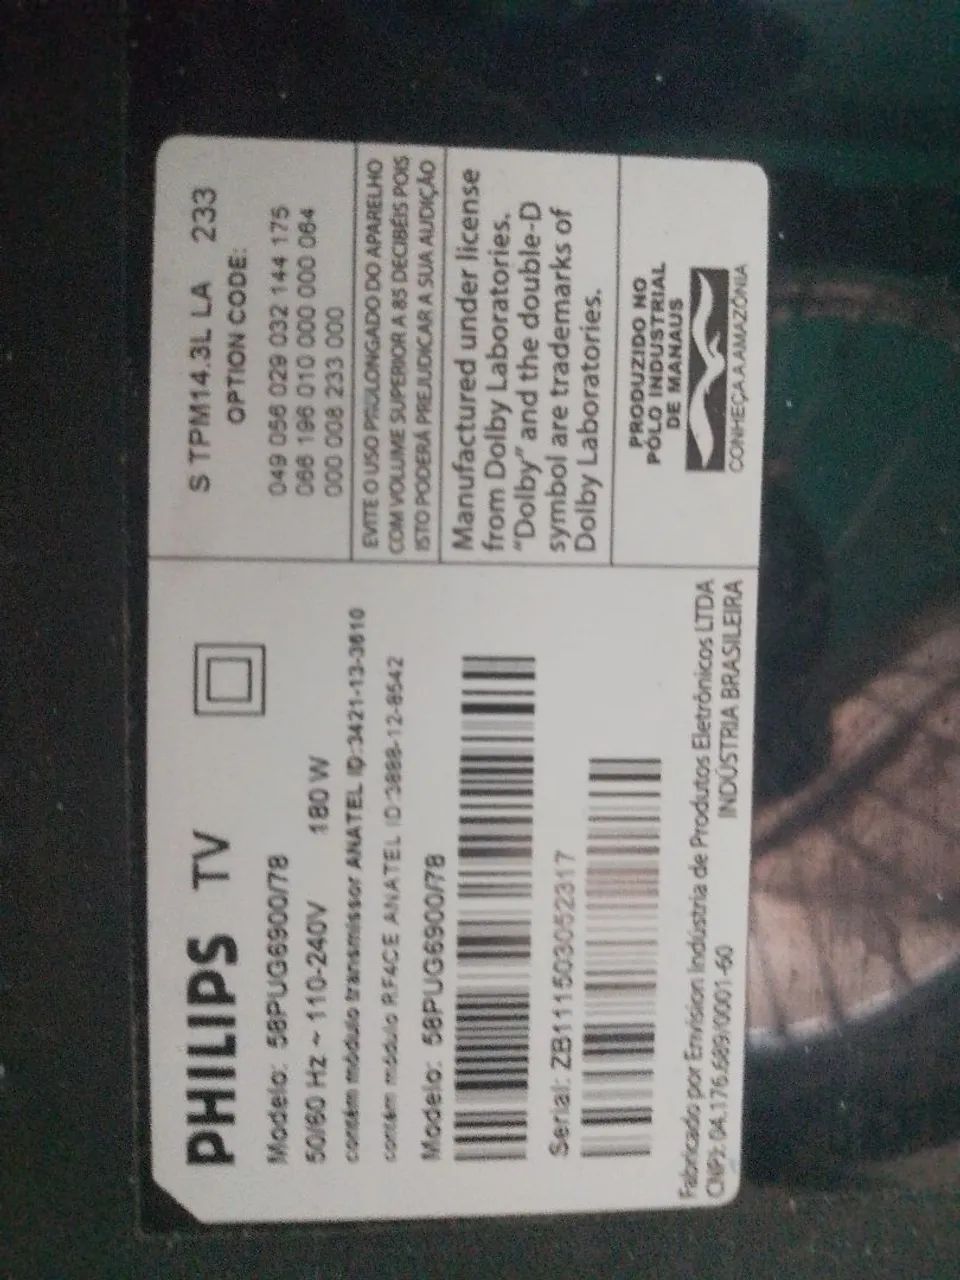 PHILIPS TV
Modelo: 58PUG6900/78
50/60 Hz ~ 110-240V 180 W
contém módulo transmissor ANATEL ID:3421-13-3610
contém módulo RF4CE ANATEL ID:3888-12-8542
Modelo: 58PUG6900/78
Serial: ZB1115030052317
Fabricado por Envision Indústria de Produtos Eletrônicos LTDA
CNPJ: 04.176.689/0001-60 INDÚSTRIA BRASILEIRA
S TPM14.3L LA 233
OPTION CODE:
049 056 029 032 144 175
066 196 010 000 000 064
000 008 233 000
EVITE O USO PROLONGADO DO APARELHO
COM VOLUME SUPERIOR A 85 DECIBÉIS POIS
ISTO PODERÁ PREJUDICAR A SUA AUDIÇÃO
Manufactured under license
from Dolby Laboratories.
“Dolby” and the double-D
symbol are trademarks of
Dolby Laboratories.
PRODUZIDO NO
PÓLO INDUSTRIAL
DE MANAUS
CONHEÇA A AMAZÔNIA